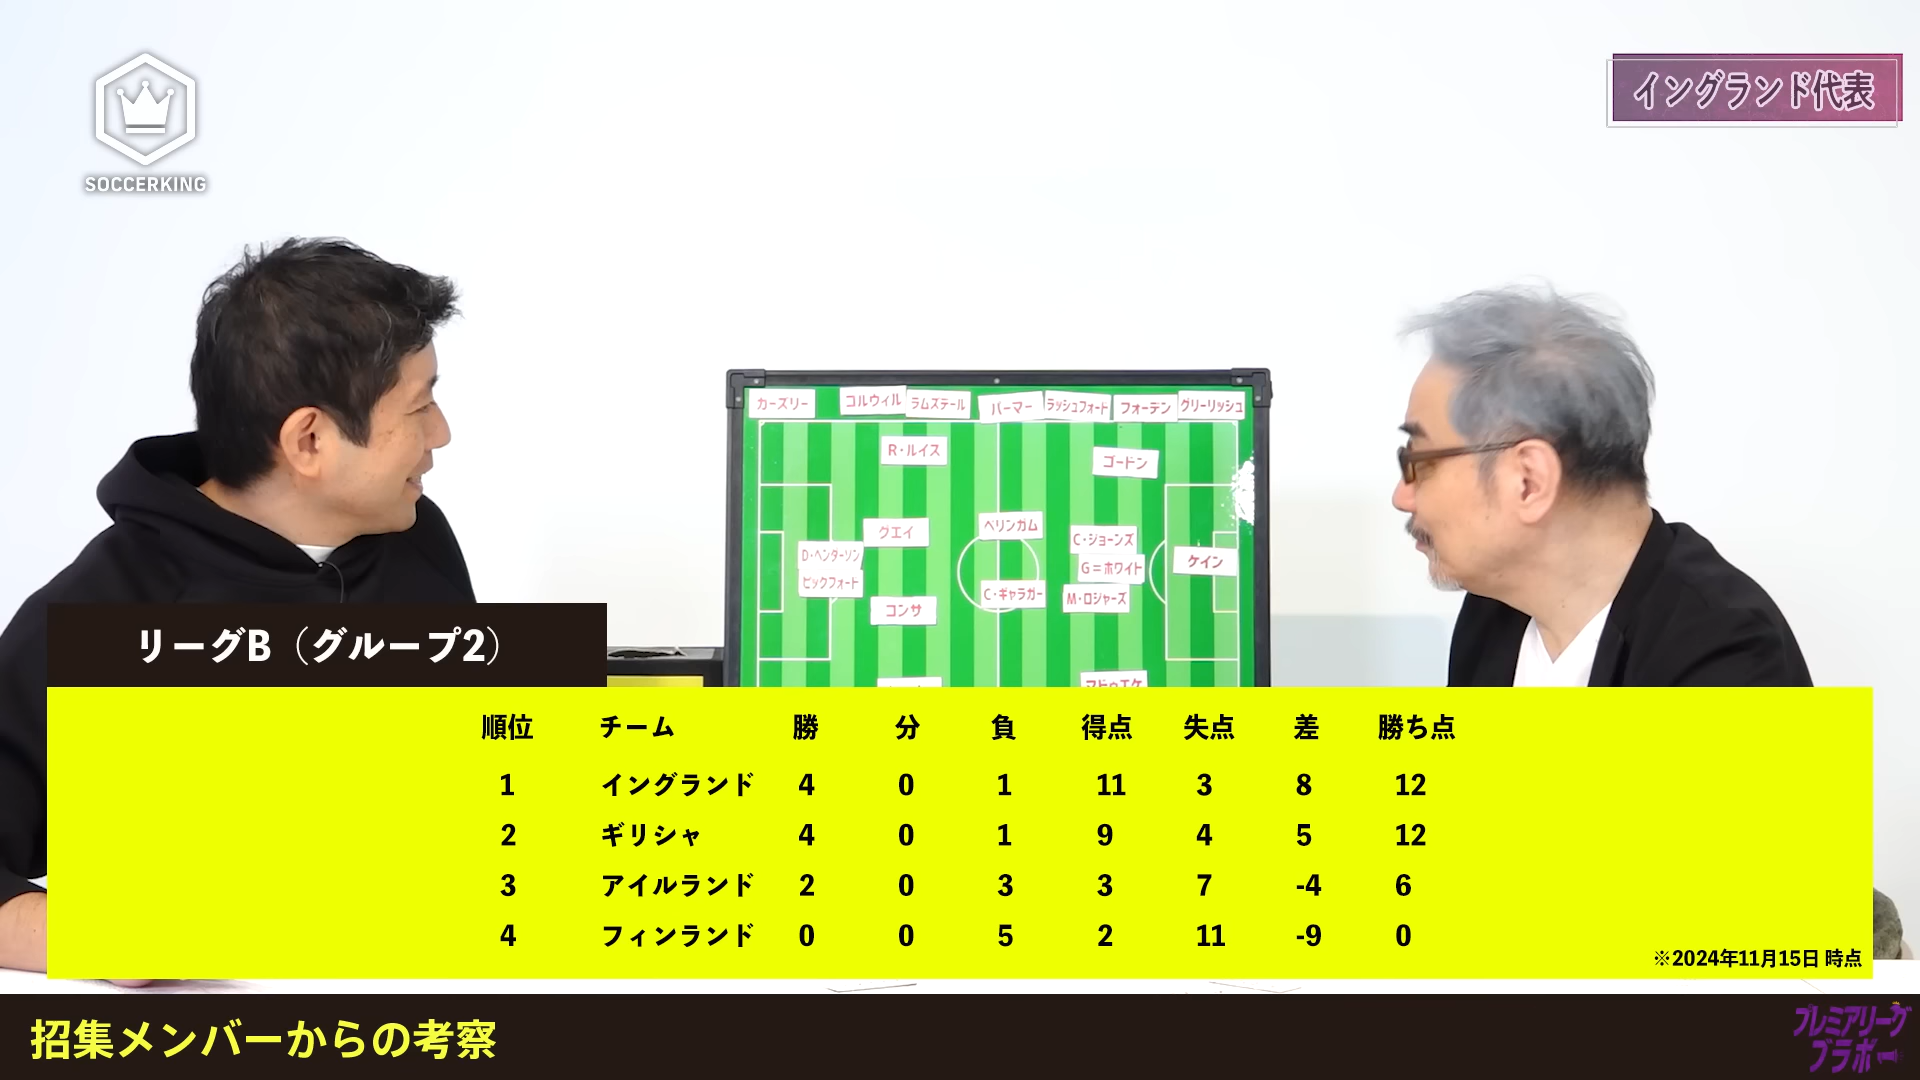 SOCCERKING
イングランド代表
カーズリー
コルウィル
ラムズデール
パーマー
ラッシュフォート
フォーデン
グリーリッシュ
R・ルイス
ゴードン
グエイ
ベリンガム
C・ジョーンズ
D・ヘンダーソン
G=ホワイト
ケイン
ピックフォート
C・ギャラガー
M・ロジャーズ
コンサ
マドゥエケ
リーグB（グループ2）
順位 チーム 勝 分 負 得点 失点 差 勝ち点
1 イングランド 4 0 1 11 3 8 12
2 ギリシャ 4 0 1 9 4 5 12
3 アイルランド 2 0 3 3 7 -4 6
4 フィンランド 0 0 5 2 11 -9 0
※2024年11月15日 時点
招集メンバーからの考察
プレミアリーグ
ブラボー